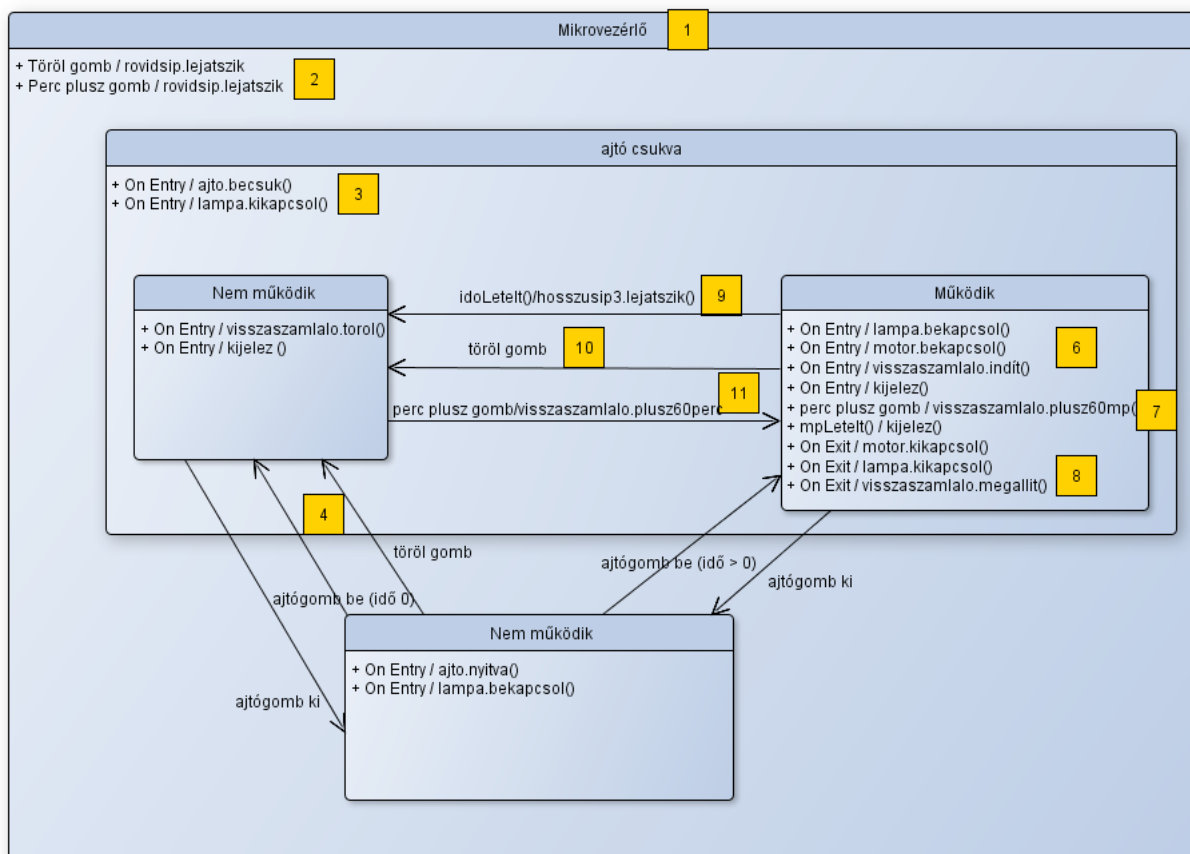 Mikrovezérlő 1
+ Töröl gomb / rovidsip.lejatszik
+ Perc plusz gomb / rovidsip.lejatszik
2
ajtó csukva
+ On Entry / ajto.becsuk()
+ On Entry / lampa.kikapcsol()
3
Nem működik
+ On Entry / visszaszamlalo.torol()
+ On Entry / kijelez ()
idoLetelt()/hosszusip3.lejatszik() 9
töröl gomb 10
11
perc plusz gomb/visszaszamlalo.plusz60perc
Működik
+ On Entry / lampa.bekapcsol()
+ On Entry / motor.bekapcsol() 6
+ On Entry / visszaszamlalo.indít()
+ On Entry / kijelez()
+ perc plusz gomb / visszaszamlalo.plusz60mp( 7
+ mpLetelt() / kijelez()
+ On Exit / motor.kikapcsol()
+ On Exit / lampa.kikapcsol() 8
+ On Exit / visszaszamlalo.megallit()
4
töröl gomb
ajtógomb be (idő > 0)
ajtógomb ki
ajtógomb be (idő 0)
ajtógomb ki
Nem működik
+ On Entry / ajto.nyitva()
+ On Entry / lampa.bekapcsol()